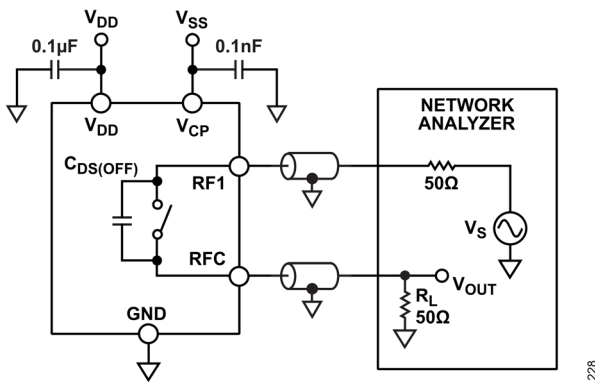 VDD
VSS
0.1µF
0.1nF
VDD
VCP
NETWORK
ANALYZER
CDS(OFF)
RF1
50Ω
VS
RFC
VOUT
RL
50Ω
GND
228